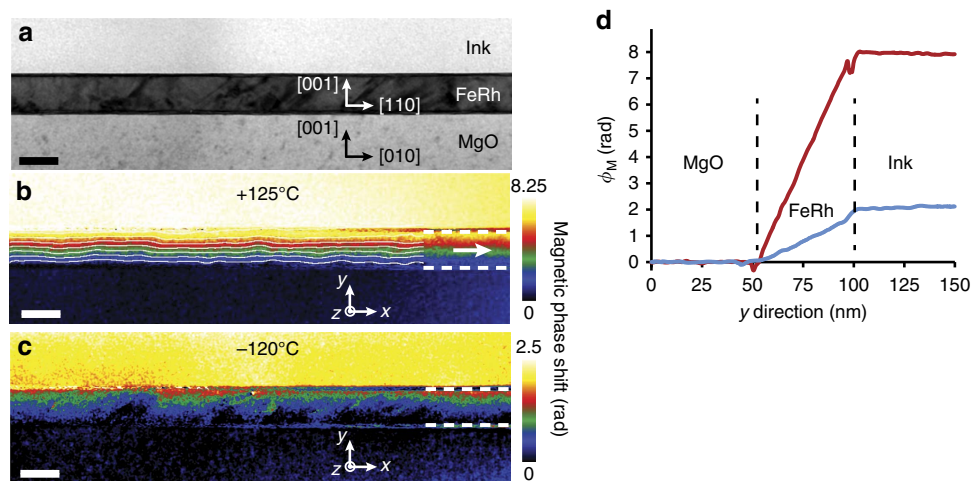 a
Ink
[001]
FeRh
[110]
[001]
MgO
[010]
b
+125°C
8.25
y
z
x
0
c
−120°C
2.5
y
z
x
0
Magnetic phase shift (rad)
d
8
7
6
5
4
3
2
1
0
ϕM (rad)
MgO
FeRh
Ink
0 25 50 75 100 125 150
y direction (nm)